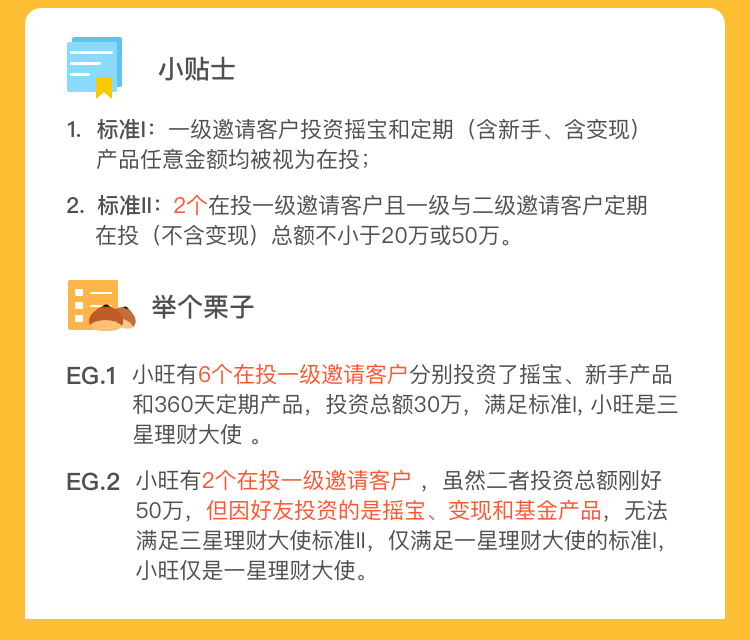 小贴士
1. 标准I：一级邀请客户投资摇宝和定期（含新手、含变现）
产品任意金额均被视为在投；
2. 标准II：2个在投一级邀请客户且一级与二级邀请客户定期
在投（不含变现）总额不小于20万或50万。
举个栗子
EG.1 小旺有6个在投一级邀请客户分别投资了摇宝、新手产品
和360天定期产品，投资总额30万，满足标准I, 小旺是三
星理财大使 。
EG.2 小旺有2个在投一级邀请客户 ，虽然二者投资总额刚好
50万，但因好友投资的是摇宝、变现和基金产品，无法
满足三星理财大使标准II，仅满足一星理财大使的标准I，
小旺仅是一星理财大使。